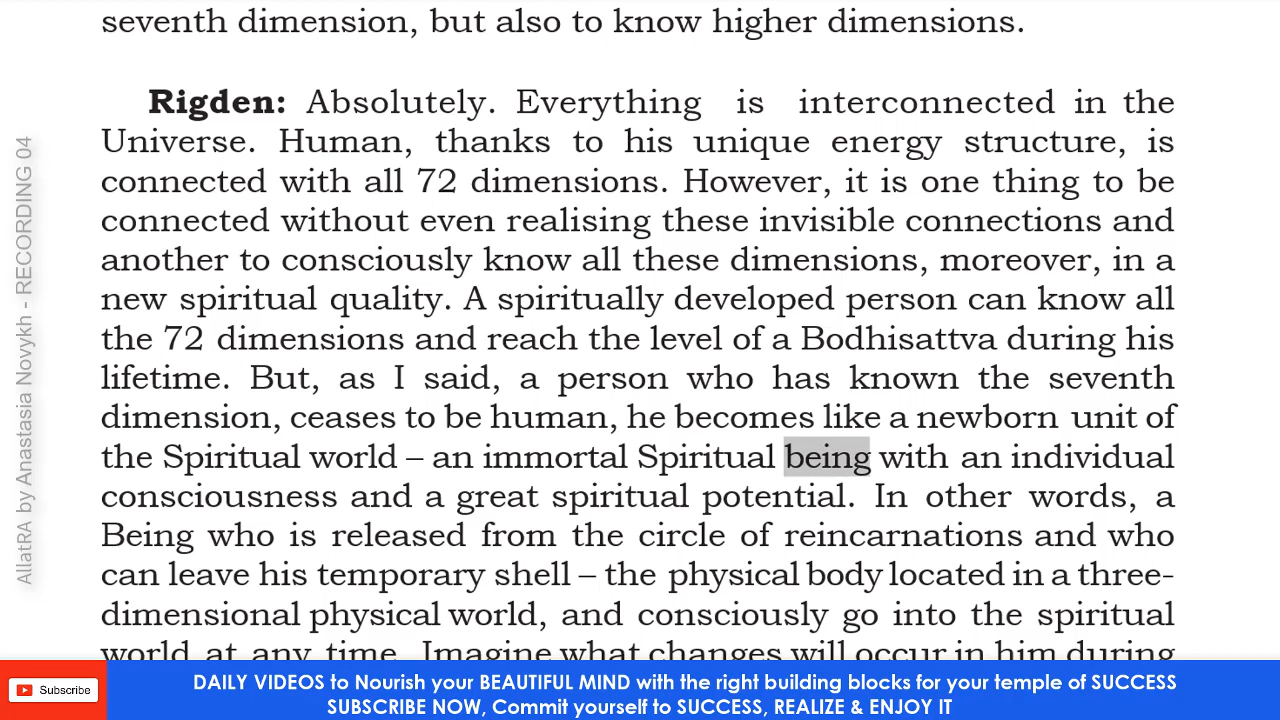 seventh dimension, but also to know higher dimensions.
Rigden: Absolutely. Everything is interconnected in the
Universe. Human, thanks to his unique energy structure, is
connected with all 72 dimensions. However, it is one thing to be
connected without even realising these invisible connections and
another to consciously know all these dimensions, moreover, in a
new spiritual quality. A spiritually developed person can know all
the 72 dimensions and reach the level of a Bodhisattva during his
lifetime. But, as I said, a person who has known the seventh
dimension, ceases to be human, he becomes like a newborn unit of
the Spiritual world – an immortal Spiritual being with an individual
consciousness and a great spiritual potential. In other words, a
Being who is released from the circle of reincarnations and who
can leave his temporary shell – the physical body located in a three-
dimensional physical world, and consciously go into the spiritual
world at any time. Imagine what changes will occur in him during
AllatRA by Anastasia Novykh - RECORDING 04
Subscribe
DAILY VIDEOS to Nourish your BEAUTIFUL MIND with the right building blocks for your temple of SUCCESS
SUBSCRIBE NOW, Commit yourself to SUCCESS, REALIZE & ENJOY IT